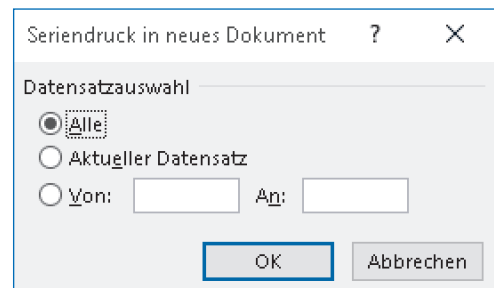 Seriendruck in neues Dokument ? ×
Datensatzauswahl
Alle
Aktueller Datensatz
Von: An:
OK Abbrechen